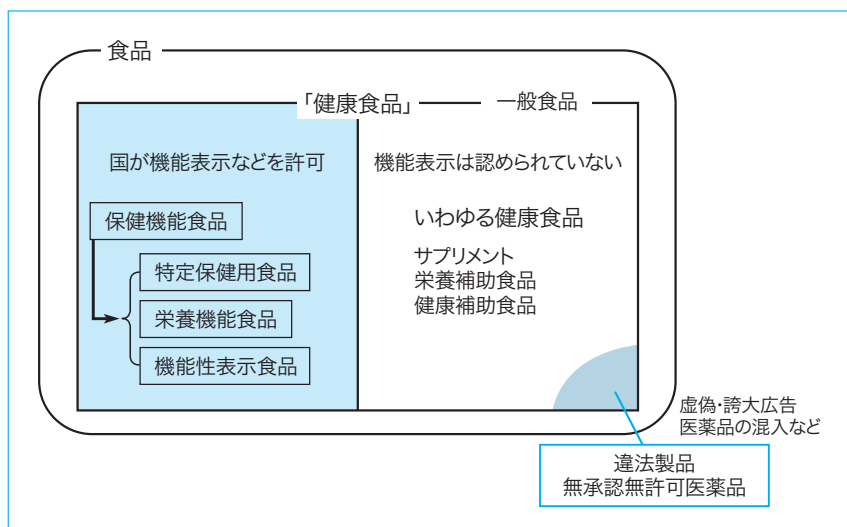 食品
「健康食品」
一般食品
国が機能表示などを許可
機能表示は認められていない
保健機能食品
特定保健用食品
栄養機能食品
機能性表示食品
いわゆる健康食品
サプリメント
栄養補助食品
健康補助食品
虚偽・誇大広告
医薬品の混入など
違法製品
無承認無許可医薬品